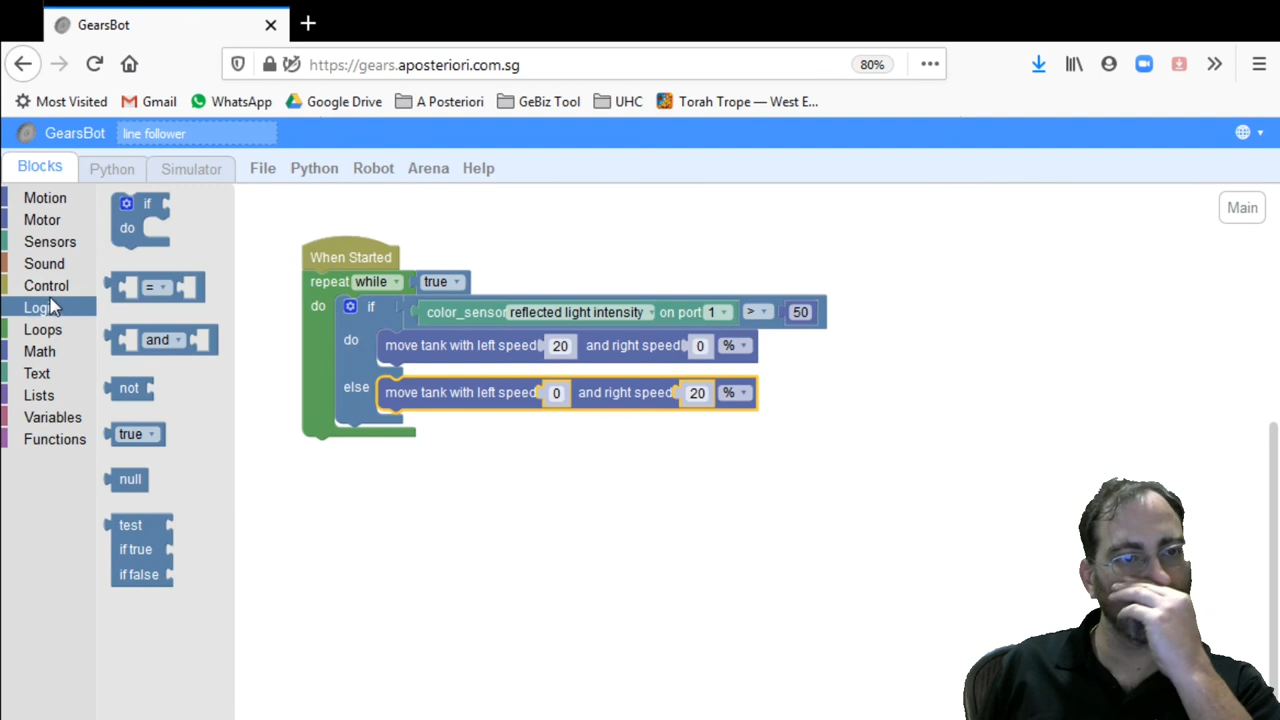 GearsBot
https://gears.aposteriori.com.sg
80%
Most Visited
Gmail
WhatsApp
Google Drive
A Posteriori
GeBiz Tool
UHC
Torah Trope — West E...
GearsBot
line follower
Blocks
Python
Simulator
File
Python
Robot
Arena
Help
Motion
Motor
Sensors
Sound
Control
Loops
Math
Text
Lists
Variables
Functions
if
do
=
and
not
true
null
test
if true
if false
Main
When Started
repeat while true
do
if color_sensor reflected light intensity on port 1 > 50
do move tank with left speed 20 and right speed 0 %
else move tank with left speed 0 and right speed 20 %